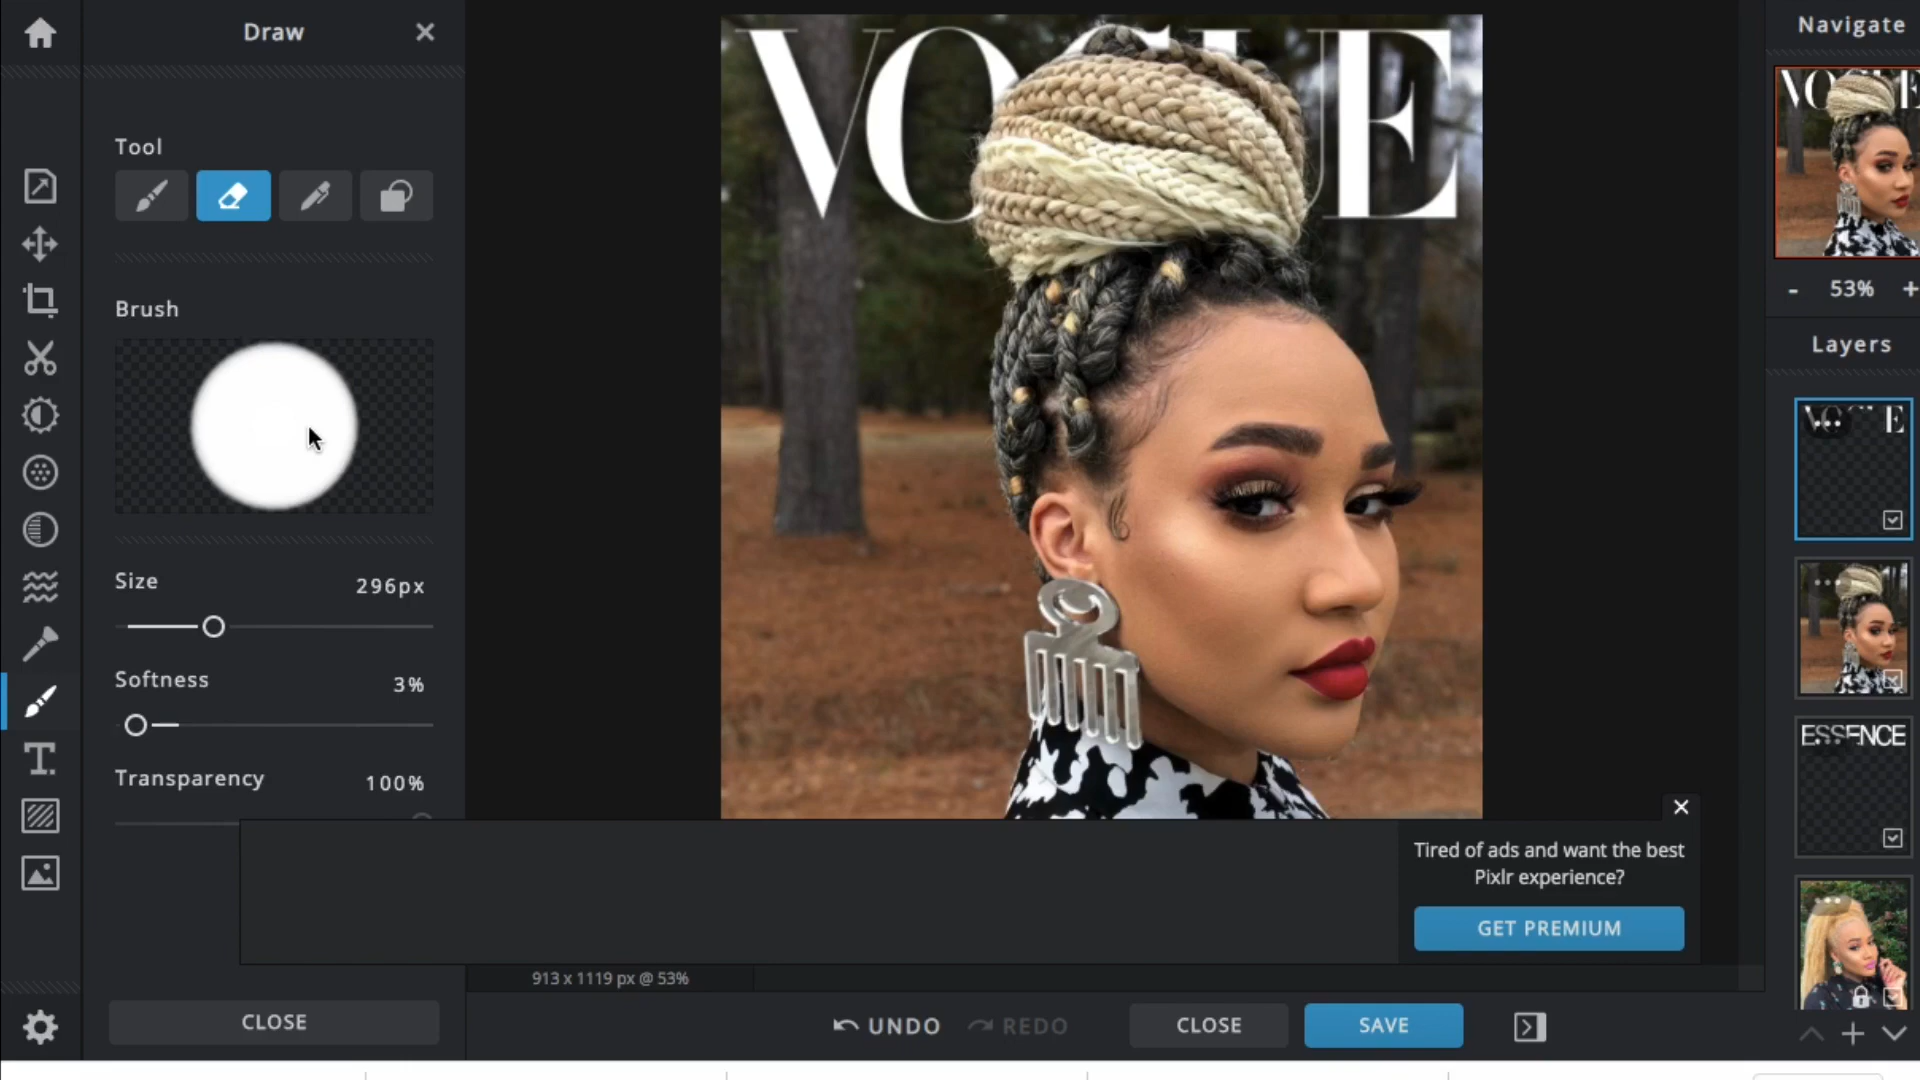 Draw
Navigate
VOGUE
Tool
Brush
- 53% +
Layers
VO E
Size
296px
Softness
3%
ESSENCE
Transparency
100%
Tired of ads and want the best
Pixlr experience?
GET PREMIUM
913 x 1119 px @ 53%
CLOSE
UNDO
REDO
CLOSE
SAVE